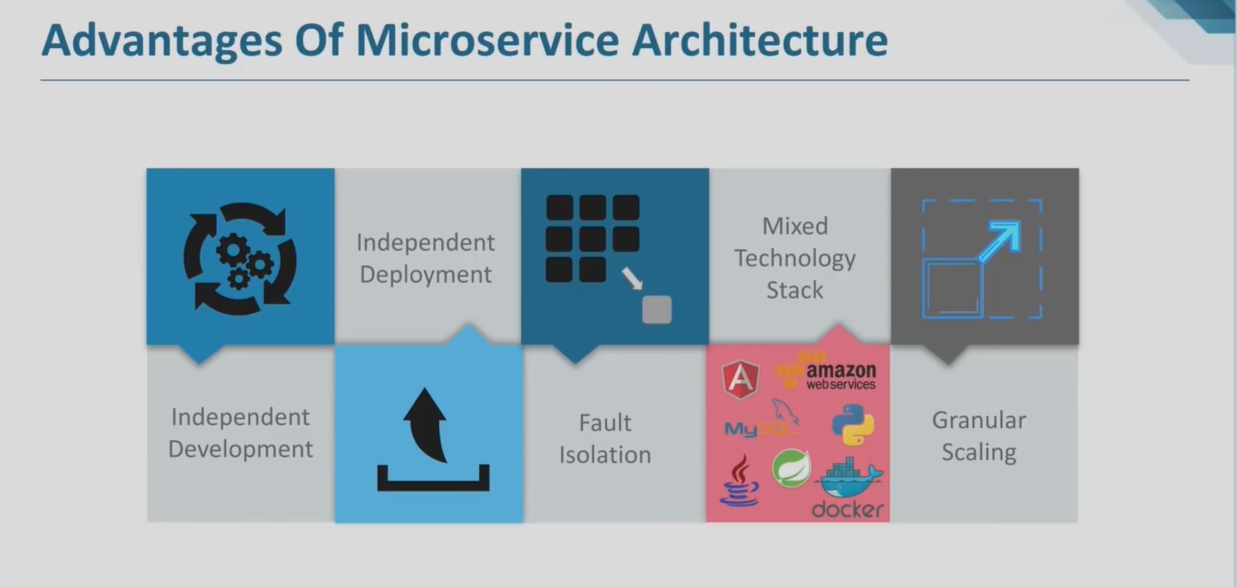 Advantages Of Microservice Architecture
Independent
Deployment
Mixed
Technology
Stack
Independent
Development
Fault
Isolation
A
amazon
webservices
MySQL
docker
Granular
Scaling